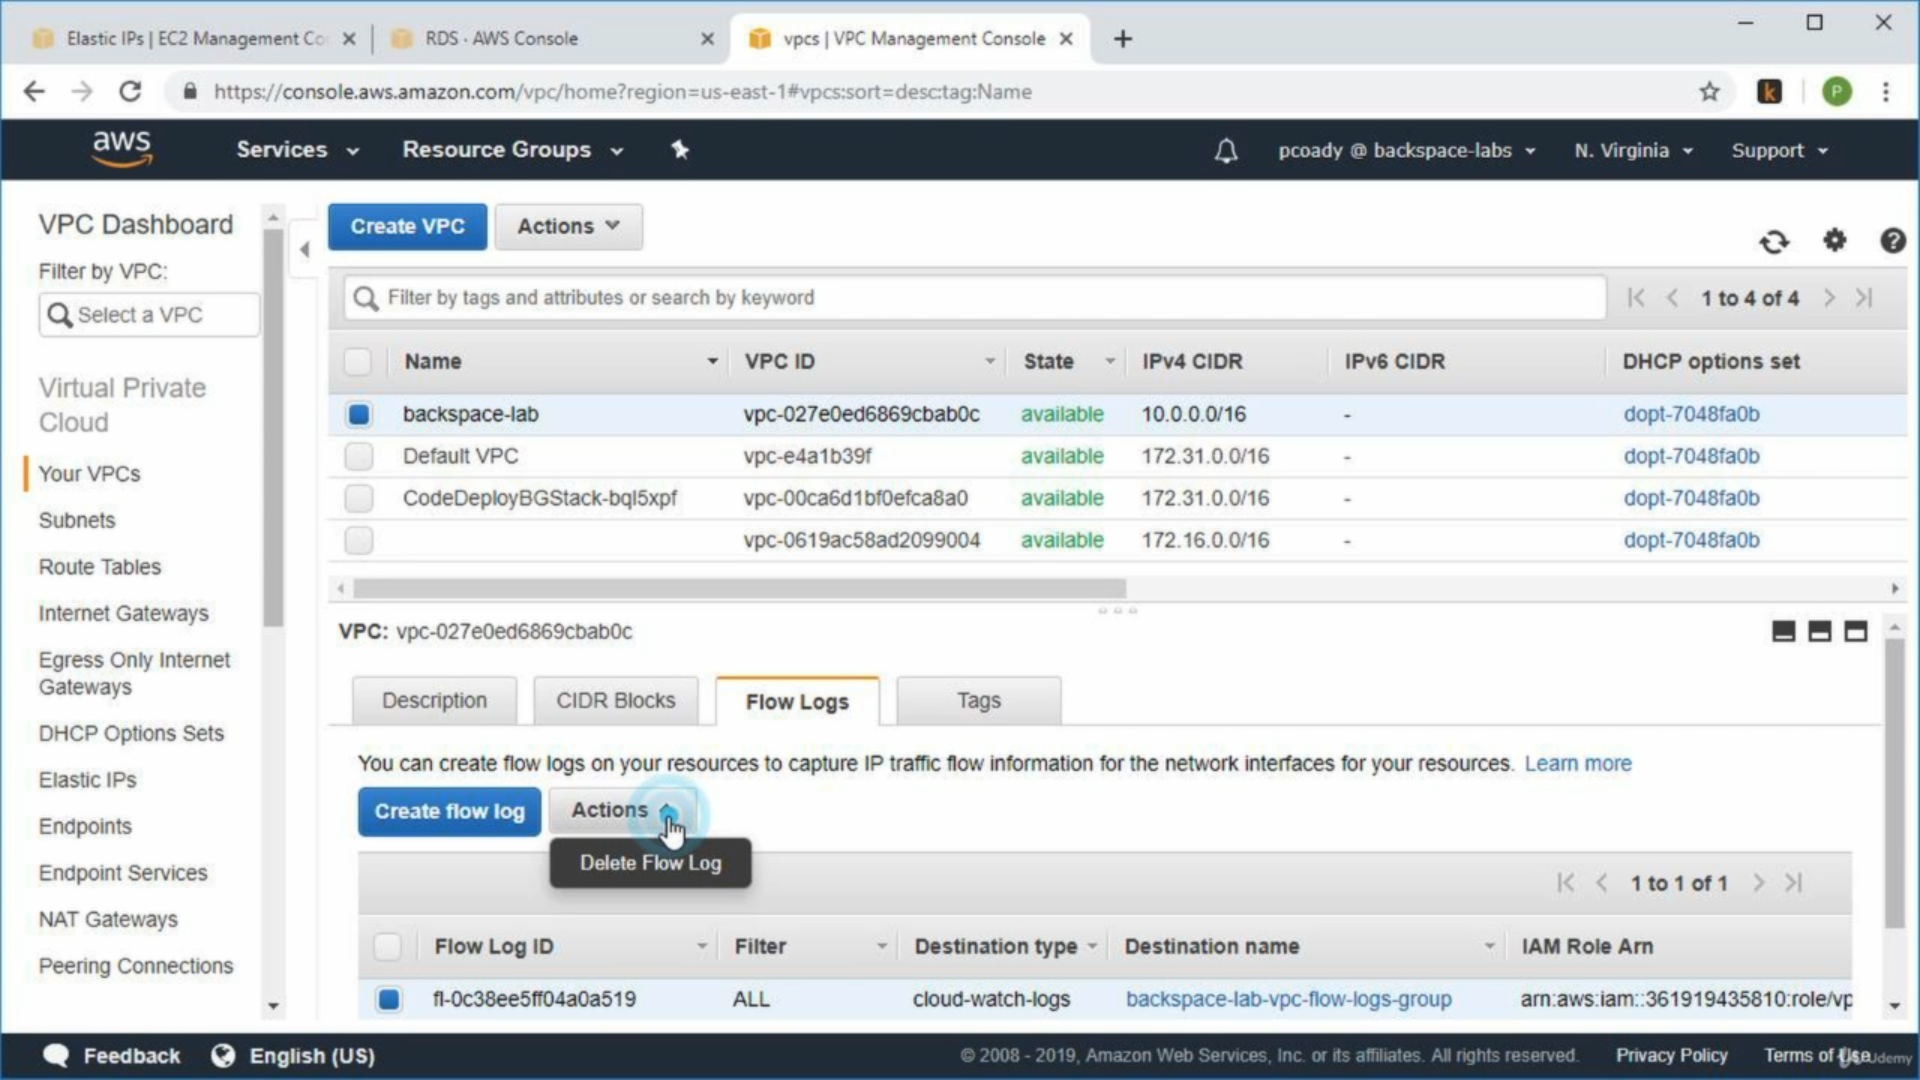 Elastic IPs | EC2 Management Co
RDS · AWS Console
vpcs | VPC Management Console
https://console.aws.amazon.com/vpc/home?region=us-east-1#vpcs:sort=desc:tag:Name
k
P
aws
Services
Resource Groups
pcoady @ backspace-labs
N. Virginia
Support
VPC Dashboard
Filter by VPC:
Select a VPC
Virtual Private
Cloud
Your VPCs
Subnets
Route Tables
Internet Gateways
Egress Only Internet
Gateways
DHCP Options Sets
Elastic IPs
Endpoints
Endpoint Services
NAT Gateways
Peering Connections
Create VPC
Actions
Filter by tags and attributes or search by keyword
1 to 4 of 4
Name VPC ID State IPv4 CIDR IPv6 CIDR DHCP options set
backspace-lab vpc-027e0ed6869cbab0c available 10.0.0.0/16 - dopt-7048fa0b
Default VPC vpc-e4a1b39f available 172.31.0.0/16 - dopt-7048fa0b
CodeDeployBGStack-bql5xpf vpc-00ca6d1bf0efca8a0 available 172.31.0.0/16 - dopt-7048fa0b
vpc-0619ac58ad2099004 available 172.16.0.0/16 - dopt-7048fa0b
VPC: vpc-027e0ed6869cbab0c
Description
CIDR Blocks
Flow Logs
Tags
You can create flow logs on your resources to capture IP traffic flow information for the network interfaces for your resources. Learn more
Create flow log
Actions
Delete Flow Log
1 to 1 of 1
Flow Log ID Filter Destination type Destination name IAM Role Arn
fl-0c38ee5ff04a0a519 ALL cloud-watch-logs backspace-lab-vpc-flow-logs-group arn:aws:iam::361919435810:role/vp
Feedback
English (US)
© 2008 - 2019, Amazon Web Services, Inc. or its affiliates. All rights reserved.
Privacy Policy
Terms of Use
Udemy